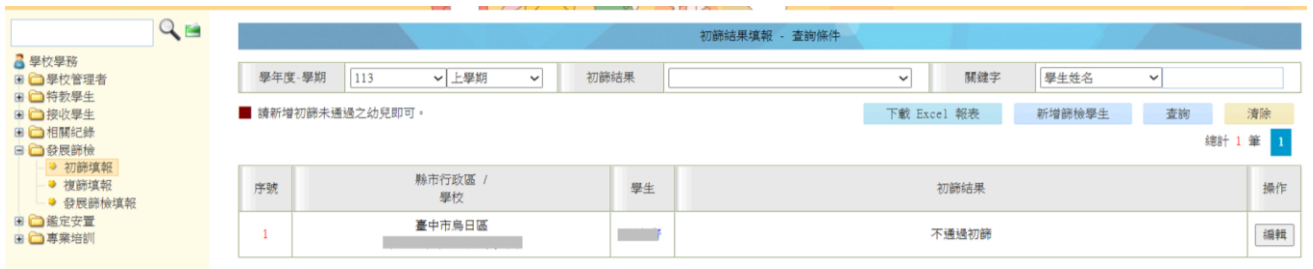 初篩結果填報 - 查詢條件
學校學務
學校管理者
特教學生
接收學生
相關紀錄
發展篩檢
初篩填報
複篩填報
發展篩檢填報
鑑定安置
專業培訓
學年度-學期 113 上學期 初篩結果 關鍵字 學生姓名
請新增初篩未通過之幼兒即可。
下載 Excel 報表 新增篩檢學生 查詢 清除
總計 1 筆 1
序號 縣市行政區 / 學生 初篩結果 操作
學校
1 臺中市烏日區 不通過初篩 編輯